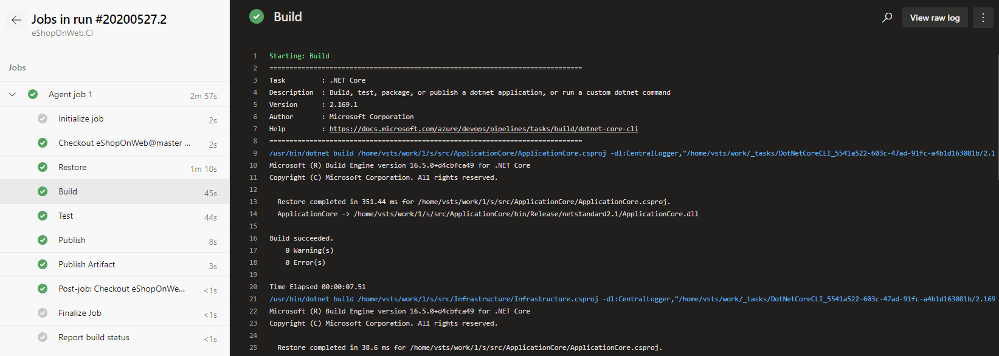 Jobs in run #20200527.2
eShopOnWeb.CI
Jobs
Agent job 1 2m 57s
Initialize job 2s
Checkout eShopOnWeb@master ... 2s
Restore 1m 10s
Build 45s
Test 44s
Publish 8s
Publish Artifact 3s
Post-job: Checkout eShopOnWe... <1s
Finalize Job <1s
Report build status <1s
Build
View raw log
1 Starting: Build
2 ==============================================================================
3 Task         : .NET Core
4 Description  : Build, test, package, or publish a dotnet application, or run a custom dotnet command
5 Version      : 2.169.1
6 Author       : Microsoft Corporation
7 Help         : https://docs.microsoft.com/azure/devops/pipelines/tasks/build/dotnet-core-cli
8 ==============================================================================
9 /usr/bin/dotnet build /home/vsts/work/1/s/src/ApplicationCore/ApplicationCore.csproj -dl:CentralLogger,"/home/vsts/work/_tasks/DotNetCoreCLI_5541a522-603c-47ad-91fc-a4b1d163081b/2.1
10 Microsoft (R) Build Engine version 16.5.0+d4cbfca49 for .NET Core
11 Copyright (C) Microsoft Corporation. All rights reserved.
12
13   Restore completed in 351.44 ms for /home/vsts/work/1/s/src/ApplicationCore/ApplicationCore.csproj.
14   ApplicationCore -> /home/vsts/work/1/s/src/ApplicationCore/bin/Release/netstandard2.1/ApplicationCore.dll
15
16 Build succeeded.
17     0 Warning(s)
18     0 Error(s)
19
20 Time Elapsed 00:00:07.51
21 /usr/bin/dotnet build /home/vsts/work/1/s/src/Infrastructure/Infrastructure.csproj -dl:CentralLogger,"/home/vsts/work/_tasks/DotNetCoreCLI_5541a522-603c-47ad-91fc-a4b1d163081b/2.169
22 Microsoft (R) Build Engine version 16.5.0+d4cbfca49 for .NET Core
23 Copyright (C) Microsoft Corporation. All rights reserved.
24
25   Restore completed in 38.6 ms for /home/vsts/work/1/s/src/ApplicationCore/ApplicationCore.csproj.